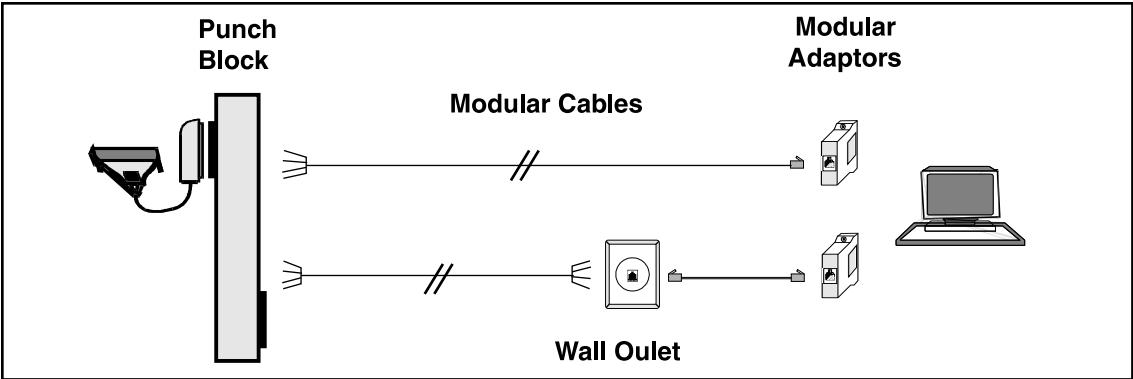 Punch
Block
Modular
Adaptors
Modular Cables
Wall Oulet